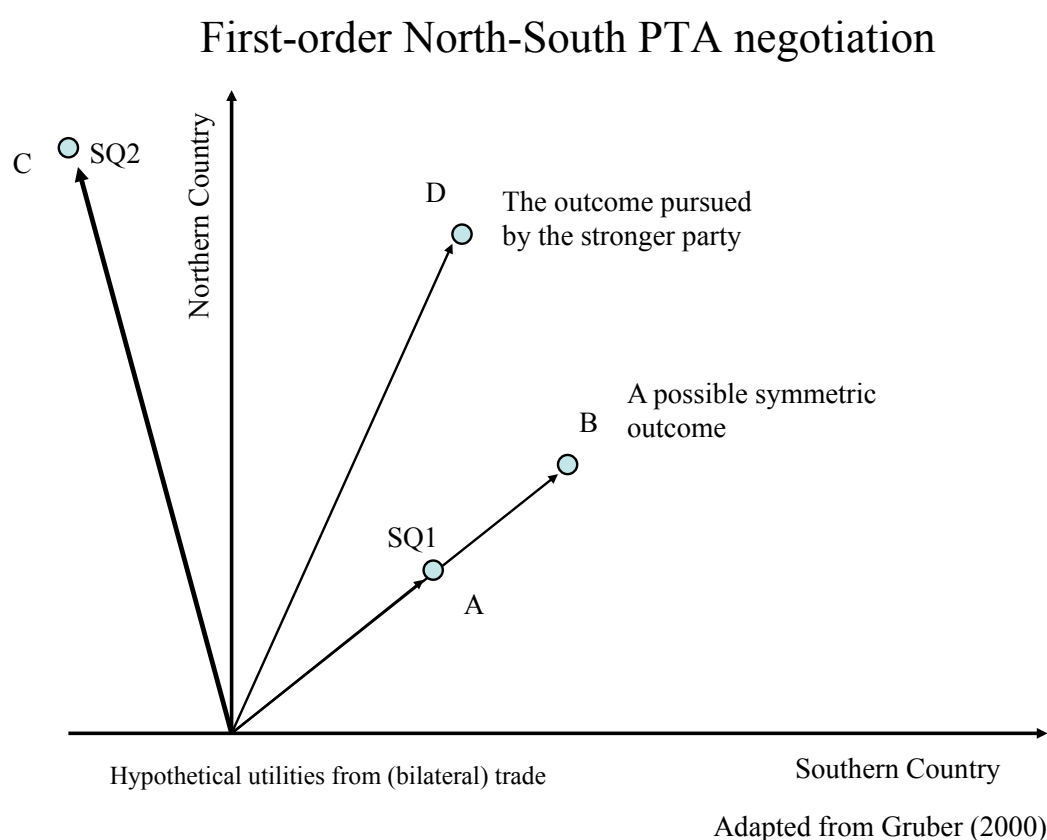 First-order North-South PTA negotiation
Northern Country
C
SQ2
D
The outcome pursued
by the stronger party
A possible symmetric
outcome
B
SQ1
A
Hypothetical utilities from (bilateral) trade
Southern Country
Adapted from Gruber (2000)